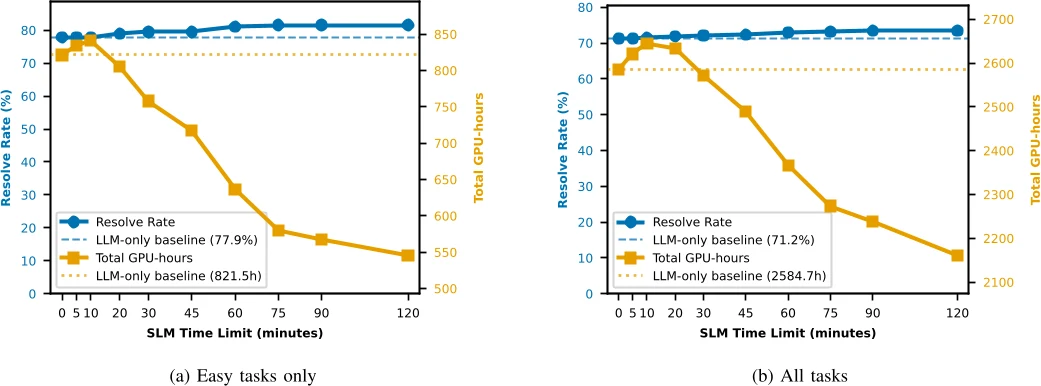 Resolve Rate (%)
80
70
60
50
40
30
20
10
0
850
800
750
700
650
600
550
500
Total GPU-hours
Resolve Rate
LLM-only baseline (77.9%)
Total GPU-hours
LLM-only baseline (821.5h)
0 5 10 20 30 45 60 75 90 120
SLM Time Limit (minutes)
(a) Easy tasks only
Resolve Rate (%)
80
70
60
50
40
30
20
10
0
2700
2600
2500
2400
2300
2200
2100
Total GPU-hours
Resolve Rate
LLM-only baseline (71.2%)
Total GPU-hours
LLM-only baseline (2584.7h)
0 5 10 20 30 45 60 75 90 120
SLM Time Limit (minutes)
(b) All tasks